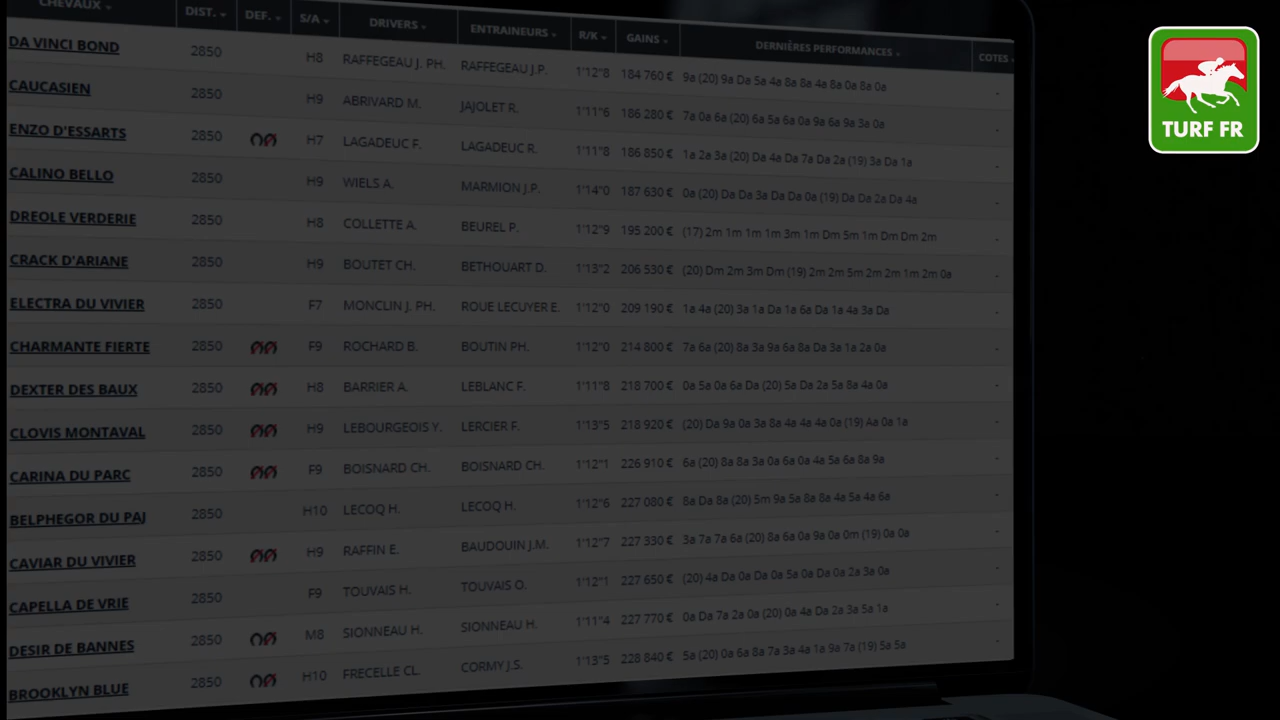 CHEVAUX DIST. DEF. S/A DRIVERS ENTRAINEURS R/K GAINS DERNIÈRES PERFORMANCES COTES
DA VINCI BOND 2850 H8 RAFFEGEAU J. PH. RAFFEGEAU J.P. 1'12"8 184 760 € 9a (20) 9a Da 5a 4a 8a 8a 4a 8a 0a 8a 0a -
CAUCASIEN 2850 H9 ABRIVARD M. JAJOLET R. 1'11"6 186 280 € 7a 0a 6a (20) 6a 5a 6a 0a 9a 6a 9a 3a 0a -
ENZO D'ESSARTS 2850 H7 LAGADEUC F. LAGADEUC R. 1'11"8 186 850 € 1a 2a 3a (20) Da 4a Da 7a Da 2a (19) 3a Da 1a -
CALINO BELLO 2850 H9 WIELS A. MARMION J.P. 1'14"0 187 630 € 0a (20) Da Da 3a Da Da 0a (19) Da Da 2a Da 4a -
DREOLE VERDERIE 2850 H8 COLLETTE A. BEUREL P. 1'12"9 195 200 € (17) 2m 1m 1m 1m 3m 1m Dm 5m 1m Dm Dm 2m -
CRACK D'ARIANE 2850 H9 BOUTET CH. BETHOUART D. 1'13"2 206 530 € (20) Dm 2m 3m Dm (19) 2m 2m 5m 2m 2m 1m 2m 0a -
ELECTRA DU VIVIER 2850 F7 MONCLIN J. PH. ROUE LECUYER E. 1'12"0 209 190 € 1a 4a (20) 3a 1a Da 1a 6a Da 1a 4a 3a Da -
CHARMANTE FIERTE 2850 F9 ROCHARD B. BOUTIN PH. 1'12"0 214 800 € 7a 6a (20) 8a 3a 9a 6a 8a Da 3a 1a 2a 0a -
DEXTER DES BAUX 2850 H8 BARRIER A. LEBLANC F. 1'11"8 218 700 € 0a 5a 0a 6a Da (20) 5a Da 2a 5a 8a 4a 0a -
CLOVIS MONTAVAL 2850 H9 LEBOURGEOIS Y. LERCIER F. 1'13"5 218 920 € (20) Da 9a 0a 3a 8a 4a 4a 4a 0a (19) Aa 0a 1a -
CARINA DU PARC 2850 F9 BOISNARD CH. BOISNARD CH. 1'12"1 226 910 € 6a (20) 8a 8a 3a 0a 6a 0a 4a 5a 6a 8a 9a -
BELPHEGOR DU PAJ 2850 H10 LECOQ H. LECOQ H. 1'12"6 227 080 € 8a Da 8a (20) 5m 9a 5a 8a 8a 4a 5a 4a 6a -
CAVIAR DU VIVIER 2850 H9 RAFFIN E. BAUDOUIN J.M. 1'12"7 227 330 € 3a 7a 7a 6a (20) 8a 6a 0a 9a 0a 0m (19) 0a 0a -
CAPELLA DE VRIE 2850 F9 TOUVAIS H. TOUVAIS O. 1'12"1 227 650 € (20) 4a Da 0a Da 0a 5a 0a Da 0a 2a 3a 0a -
DESIR DE BANNES 2850 M8 SIONNEAU H. SIONNEAU H. 1'11"4 227 770 € 0a Da 7a 2a 0a (20) 0a 4a Da 2a 3a 5a 1a -
BROOKLYN BLUE 2850 H10 FRECELLE CL. CORMY J.S. 1'13"5 228 840 € 5a (20) 0a 6a 8a 7a 3a 4a 1a 9a 7a (19) 5a 5a -
TURF FR